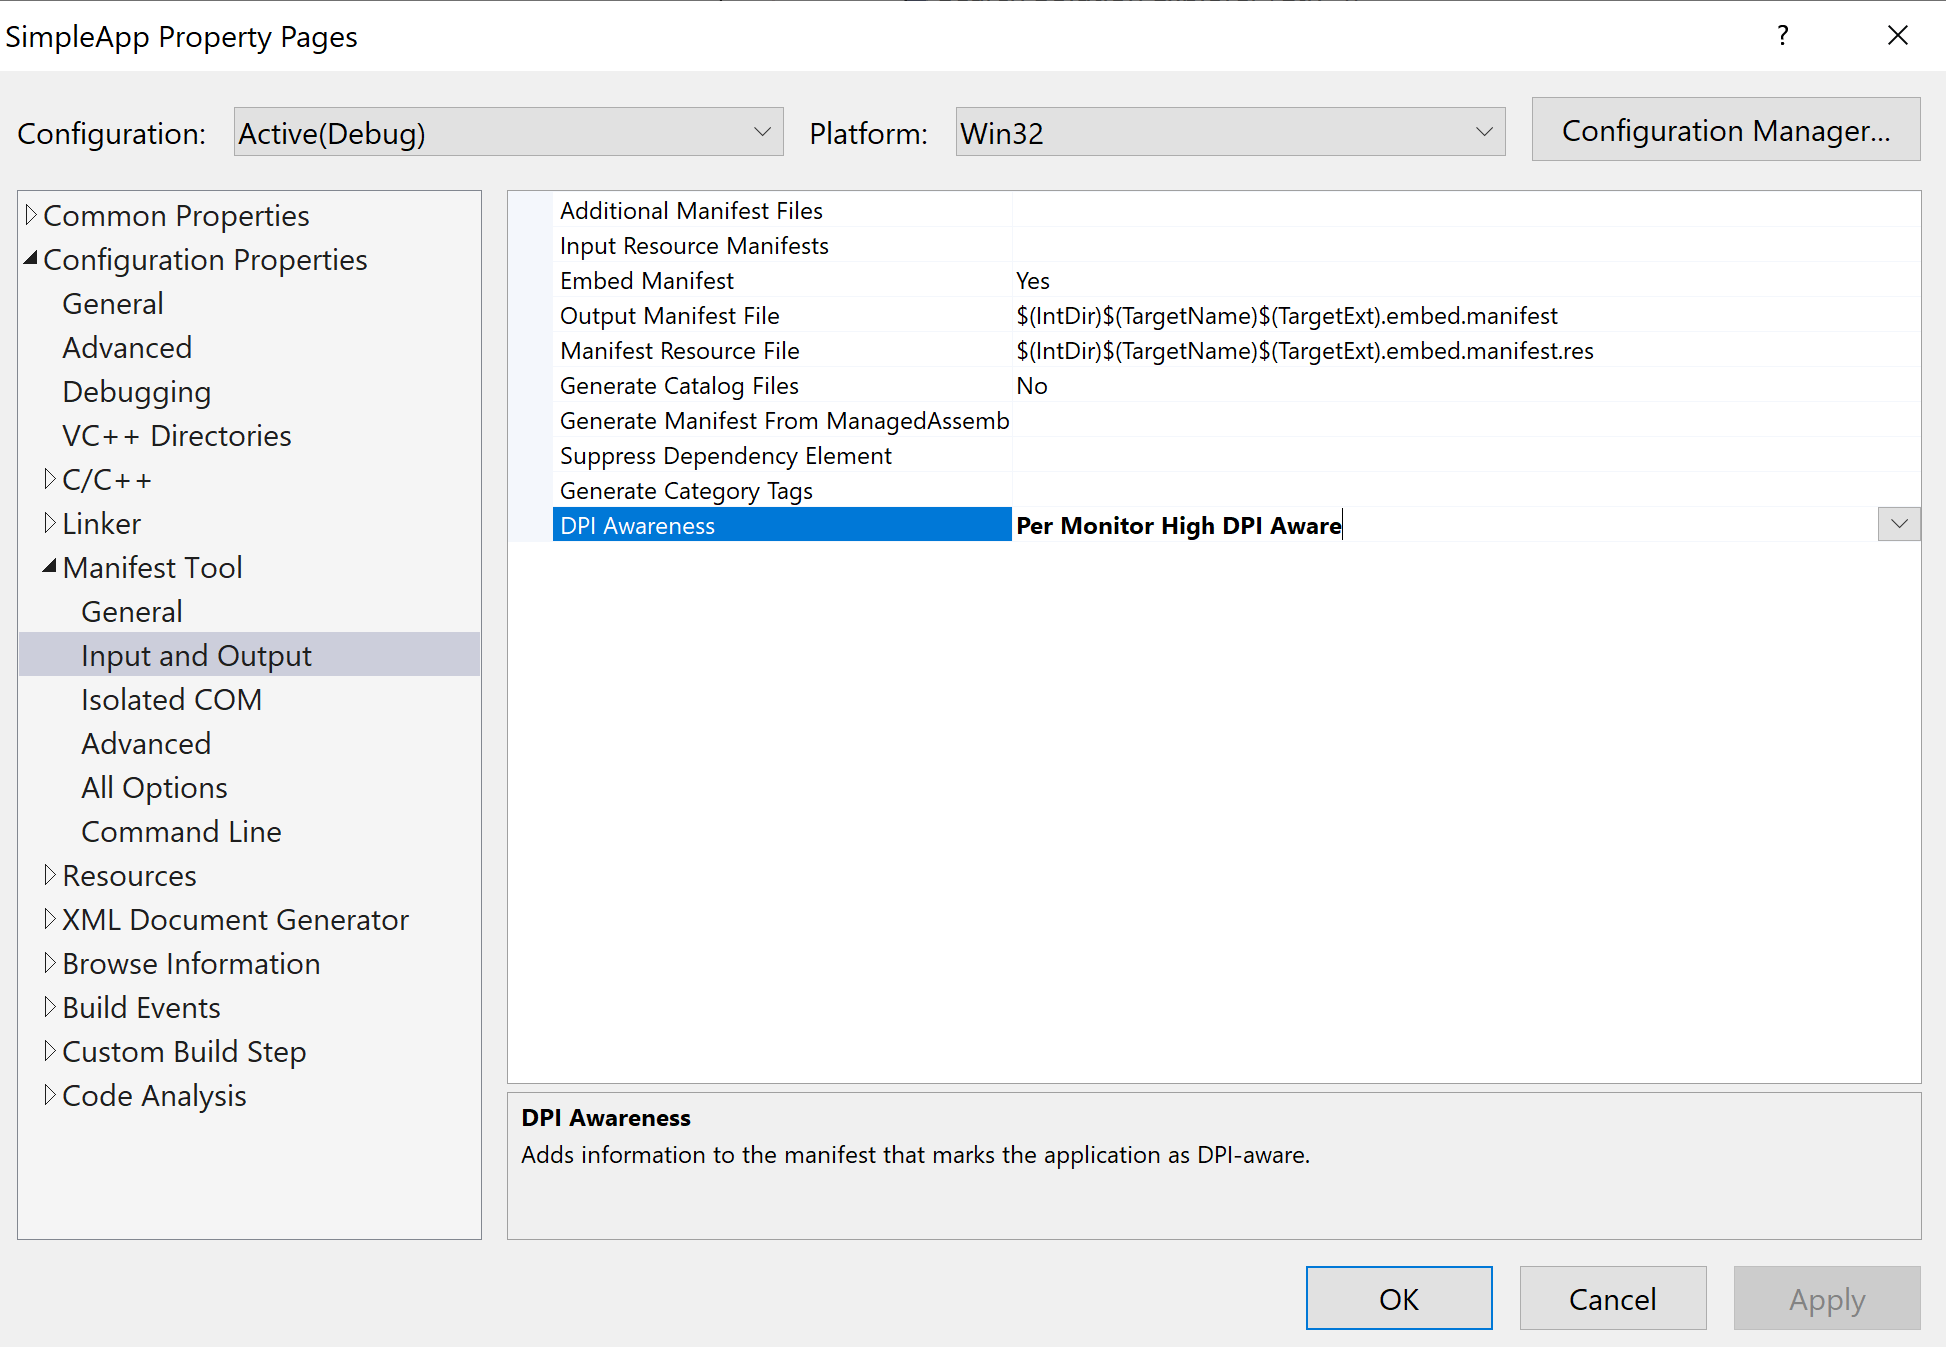 SimpleApp Property Pages
?
Configuration: Active(Debug) Platform: Win32 Configuration Manager...
Common Properties
Configuration Properties
General
Advanced
Debugging
VC++ Directories
C/C++
Linker
Manifest Tool
General
Input and Output
Isolated COM
Advanced
All Options
Command Line
Resources
XML Document Generator
Browse Information
Build Events
Custom Build Step
Code Analysis
Additional Manifest Files
Input Resource Manifests
Embed Manifest Yes
Output Manifest File $(IntDir)$(TargetName)$(TargetExt).embed.manifest
Manifest Resource File $(IntDir)$(TargetName)$(TargetExt).embed.manifest.res
Generate Catalog Files No
Generate Manifest From ManagedAssemb
Suppress Dependency Element
Generate Category Tags
DPI Awareness Per Monitor High DPI Aware
DPI Awareness
Adds information to the manifest that marks the application as DPI-aware.
OK Cancel Apply